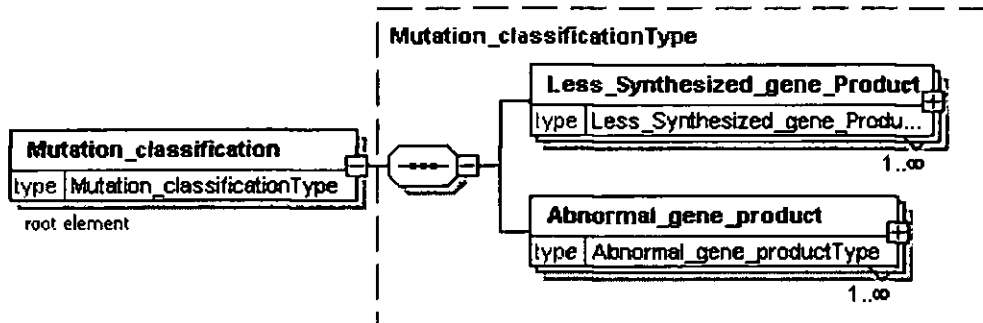 Mutation_classificationType
Less_Synthesized_gene_Product
type Less_Synthesized_gene_Produ...
1..∞
Mutation_classification
type Mutation_classificationType
root element
Abnormal_gene_product
type Abnormal_gene_productType
1..∞